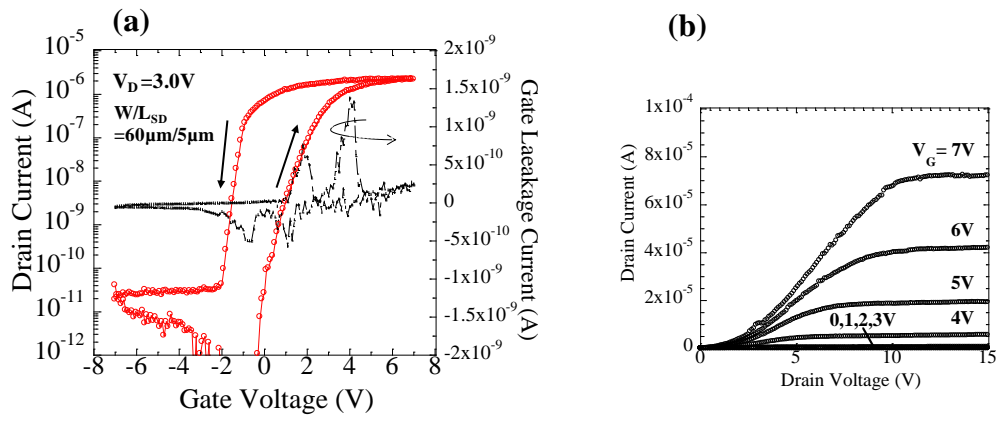 (a)
10⁻⁵
10⁻⁶
10⁻⁷
10⁻⁸
10⁻⁹
10⁻¹⁰
10⁻¹¹
10⁻¹²
Drain Current (A)
V_D=3.0V
W/L_SD
=60μm/5μm
2x10⁻⁹
1.5x10⁻⁹
1x10⁻⁹
5x10⁻¹⁰
0
-5x10⁻¹⁰
-1x10⁻⁹
-1.5x10⁻⁹
-2x10⁻⁹
Gate Laeakage Current (A)
-8 -6 -4 -2 0 2 4 6 8
Gate Voltage (V)
(b)
1x10⁻⁴
8x10⁻⁵
6x10⁻⁵
4x10⁻⁵
2x10⁻⁵
0
Drain Current (A)
V_G= 7V
6V
5V
4V
0,1,2,3V
0 5 10 15
Drain Voltage (V)